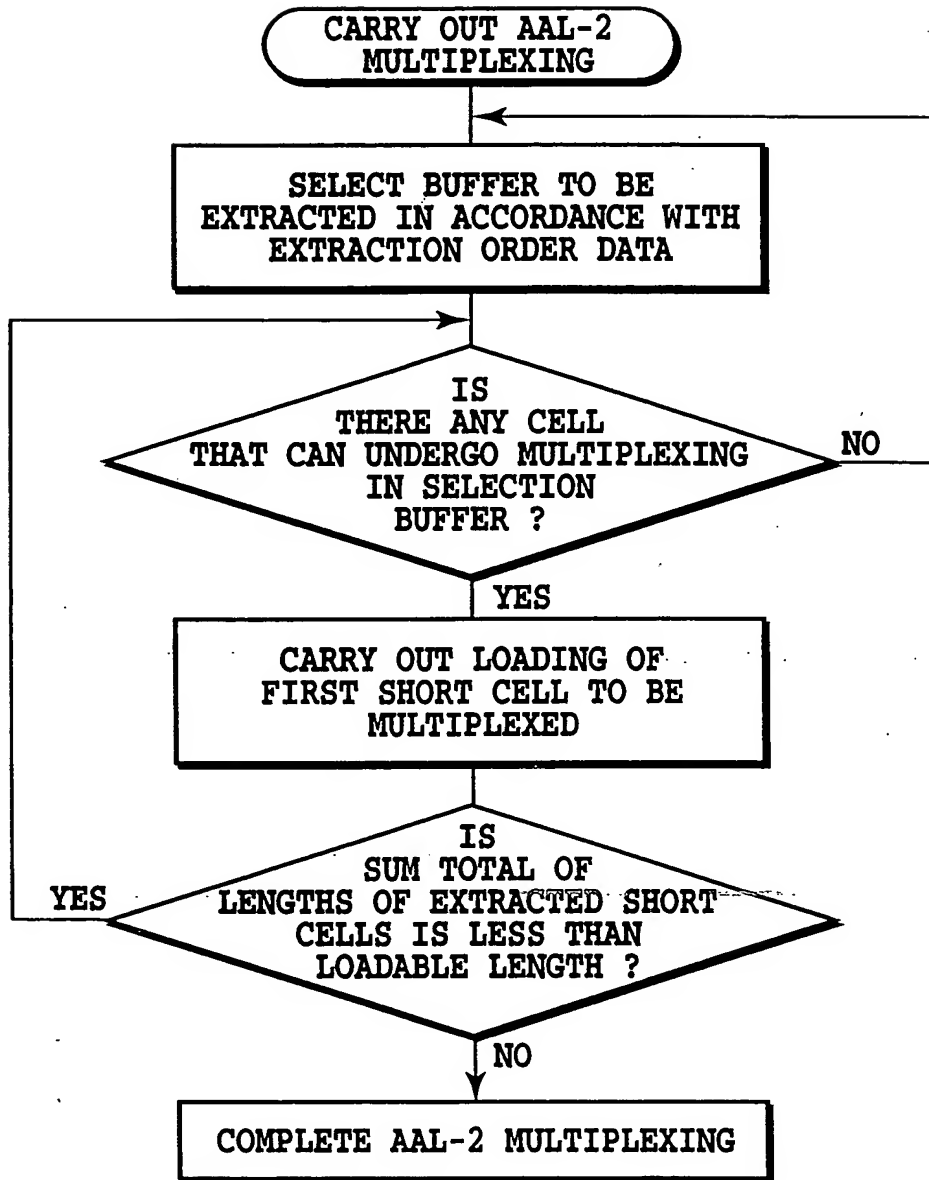 CARRY OUT AAL-2
MULTIPLEXING
SELECT BUFFER TO BE
EXTRACTED IN ACCORDANCE WITH
EXTRACTION ORDER DATA
IS
THERE ANY CELL
THAT CAN UNDERGO MULTIPLEXING
IN SELECTION
BUFFER ?
NO
YES
CARRY OUT LOADING OF
FIRST SHORT CELL TO BE
MULTIPLEXED
IS
SUM TOTAL OF
LENGTHS OF EXTRACTED SHORT
CELLS IS LESS THAN
LOADABLE LENGTH ?
YES
NO
COMPLETE AAL-2 MULTIPLEXING